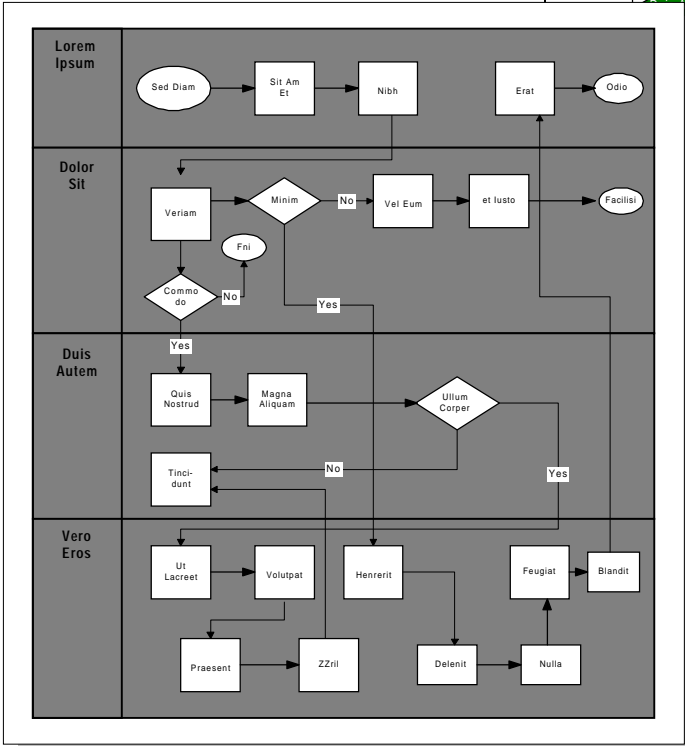 Lorem
Ipsum
Sed Diam
Sit Am
Et
Nibh
Erat
Odio
Dolor
Sit
Veriam
Minim
No
Vel Eum
et Iusto
Facilisi
Fni
Commo
do
No
Yes
Yes
Duis
Autem
Quis
Nostrud
Magna
Aliquam
Ullum
Corper
Tinci-
dunt
No
Yes
Vero
Eros
Ut
Lacreet
Volutpat
Henrerit
Feugiat
Blandit
Praesent
ZZril
Delenit
Nulla